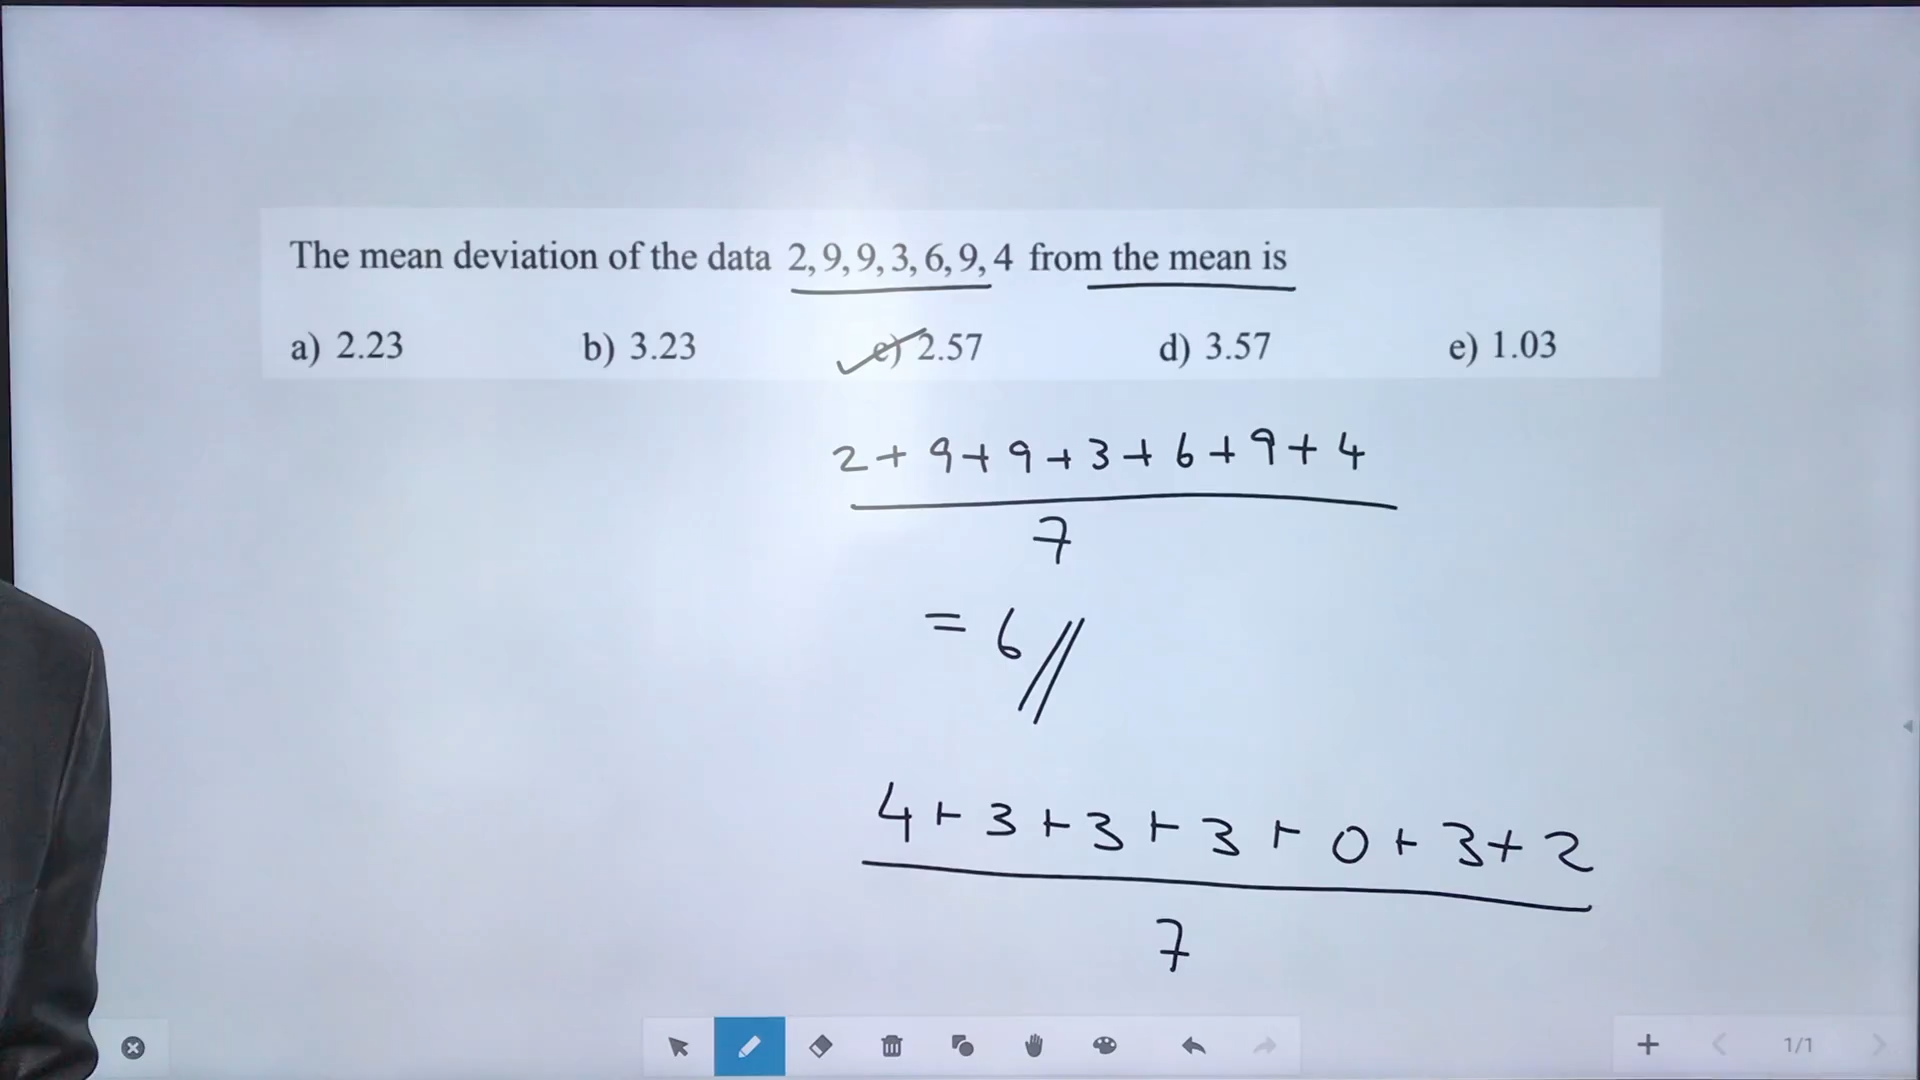 The mean deviation of the data 2, 9, 9, 3, 6, 9, 4 from the mean is
a) 2.23 b) 3.23 c) 2.57 d) 3.57 e) 1.03
2 + 9 + 9 + 3 + 6 + 9 + 4
7
= 6 //
4 + 3 + 3 + 3 + 0 + 3 + 2
7
1/1